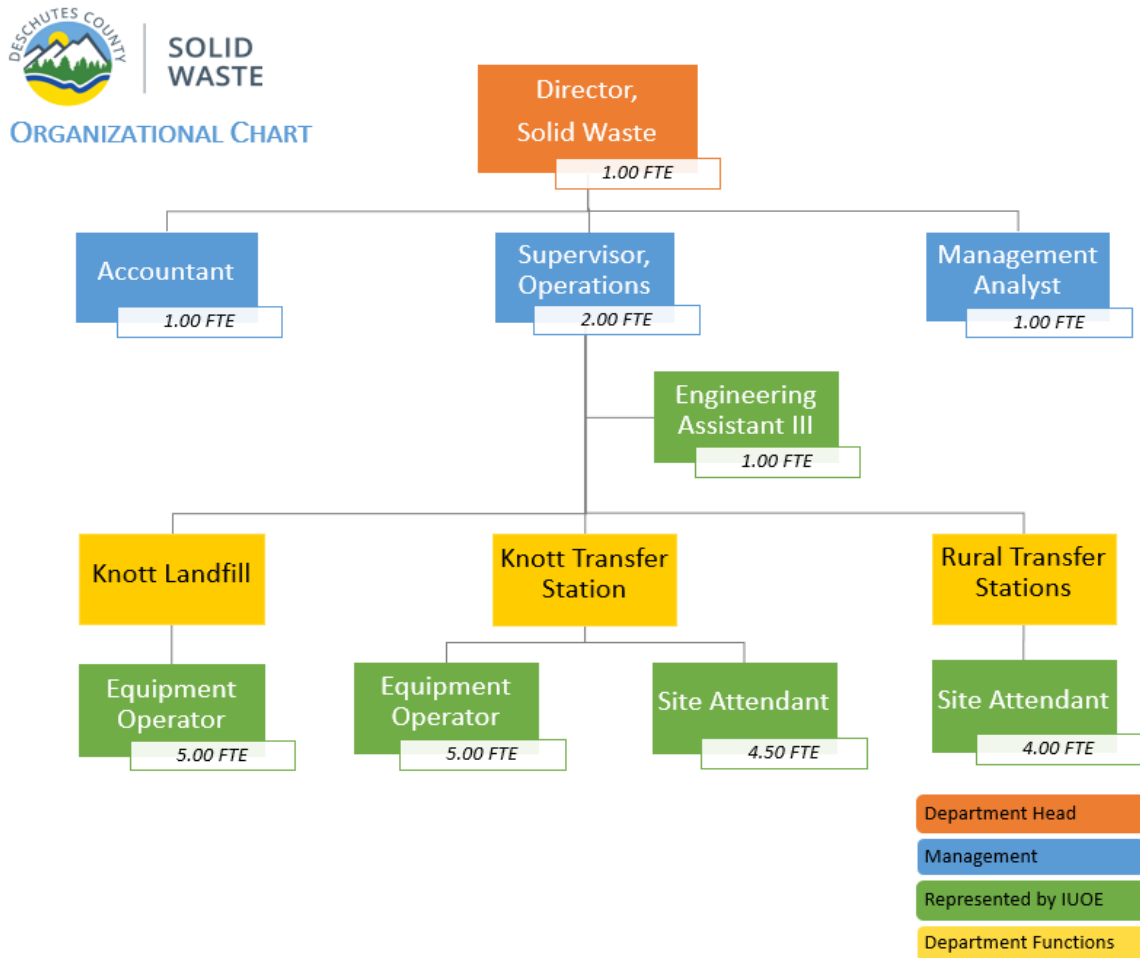 DESCHUTES COUNTY
SOLID
WASTE
ORGANIZATIONAL CHART
Director,
Solid Waste
1.00 FTE
Accountant
1.00 FTE
Supervisor,
Operations
2.00 FTE
Management
Analyst
1.00 FTE
Engineering
Assistant III
1.00 FTE
Knott Landfill
Knott Transfer
Station
Rural Transfer
Stations
Equipment
Operator
5.00 FTE
Equipment
Operator
5.00 FTE
Site Attendant
4.50 FTE
Site Attendant
4.00 FTE
Department Head
Management
Represented by IUOE
Department Functions